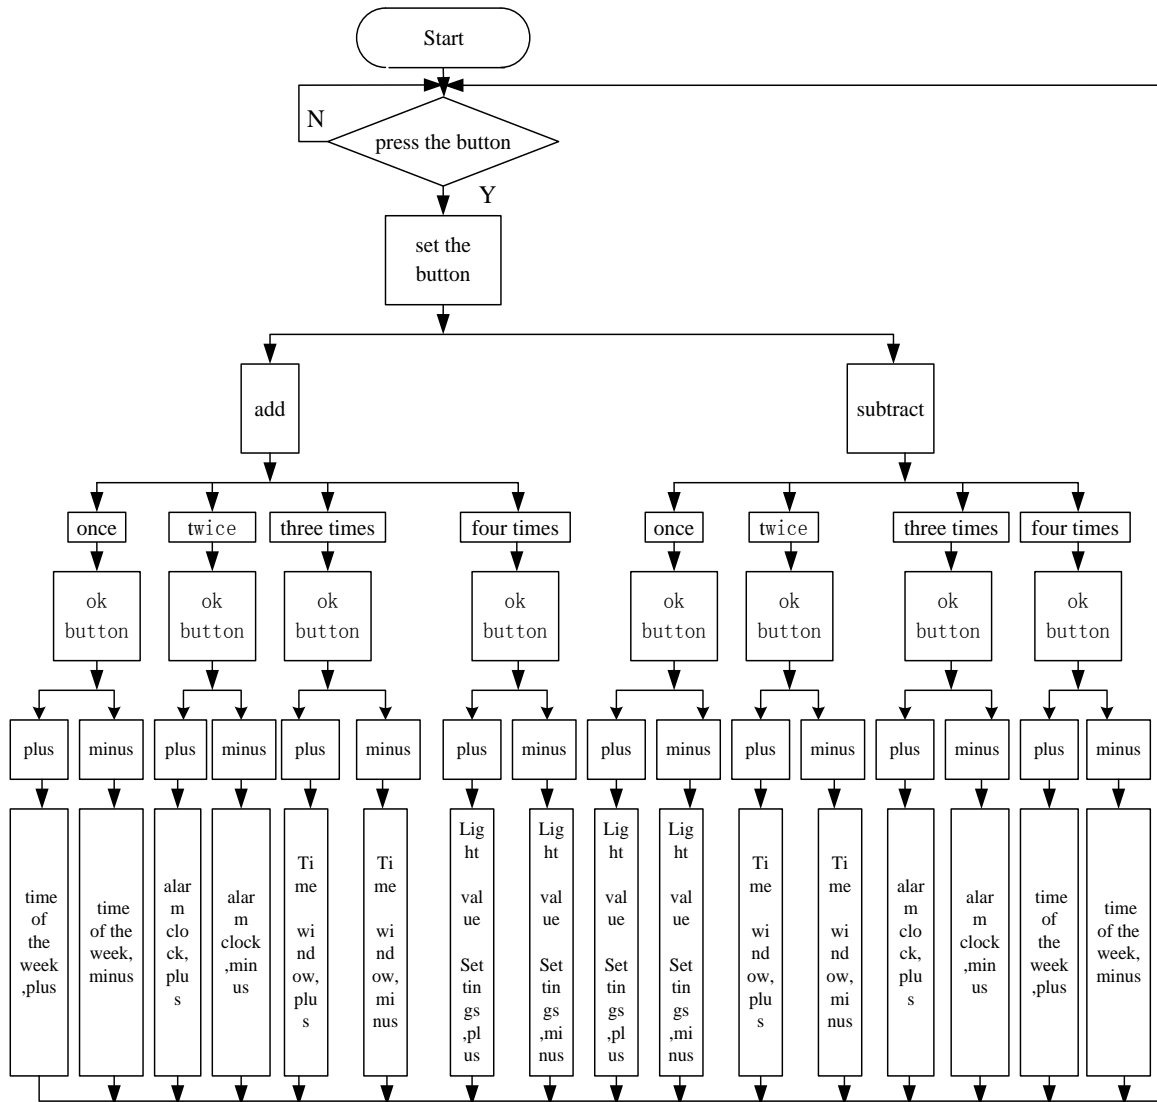 Start
N
press the button
Y
set the
button
add
subtract
once
twice
three times
four times
once
twice
three times
four times
ok
button
ok
button
ok
button
ok
button
ok
button
ok
button
ok
button
ok
button
plus
minus
plus
minus
plus
minus
plus
minus
plus
minus
plus
minus
plus
minus
plus
minus
time
of
the
week
,plus
time
of the
week,
minus
alar
m
clo
ck,
plu
s
alar
m
clock
,min
us
Ti
me
wi
nd
ow,
plu
s
Ti
me
wi
nd
ow,
mi
nus
Lig
ht
val
ue
Set
tin
gs
,pl
us
Lig
ht
val
ue
Set
tin
gs
,mi
nus
Lig
ht
val
ue
Set
tin
gs
,plu
s
Lig
ht
val
ue
Set
tin
gs
,mi
nus
Ti
me
wi
nd
ow,
plu
s
Ti
me
wi
nd
ow,
mi
nus
alar
m
clo
ck,
plu
s
alar
m
clock
,min
us
time
of
the
week
,plus
time
of the
week,
minus